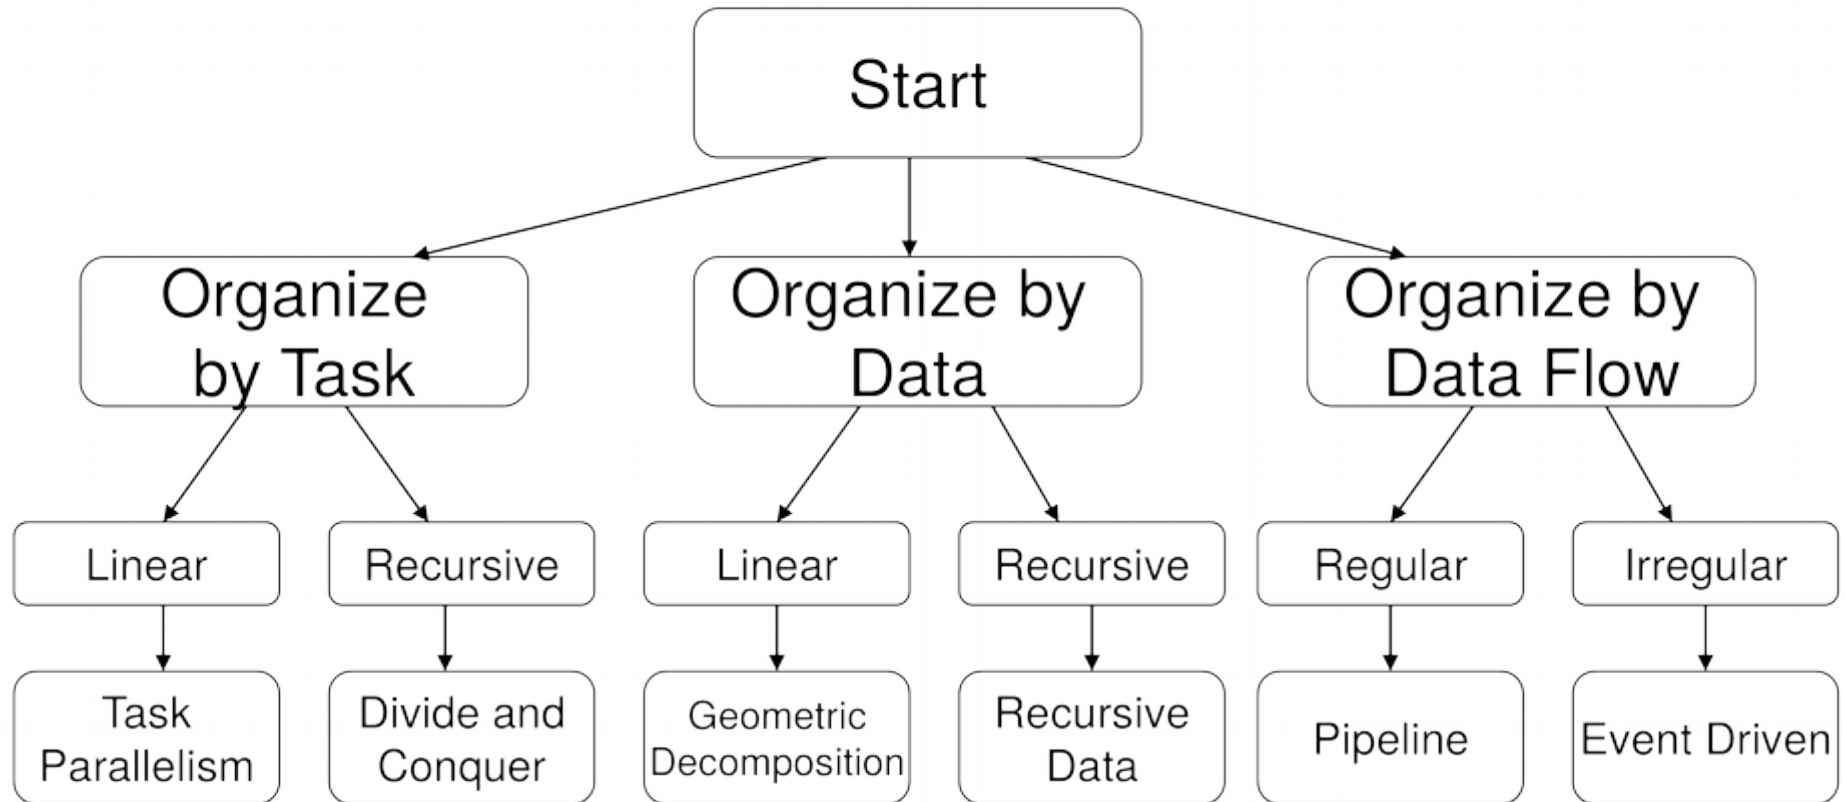 Start
Organize
by Task
Organize by
Data
Organize by
Data Flow
Linear
Recursive
Linear
Recursive
Regular
Irregular
Task
Parallelism
Divide and
Conquer
Geometric
Decomposition
Recursive
Data
Pipeline
Event Driven